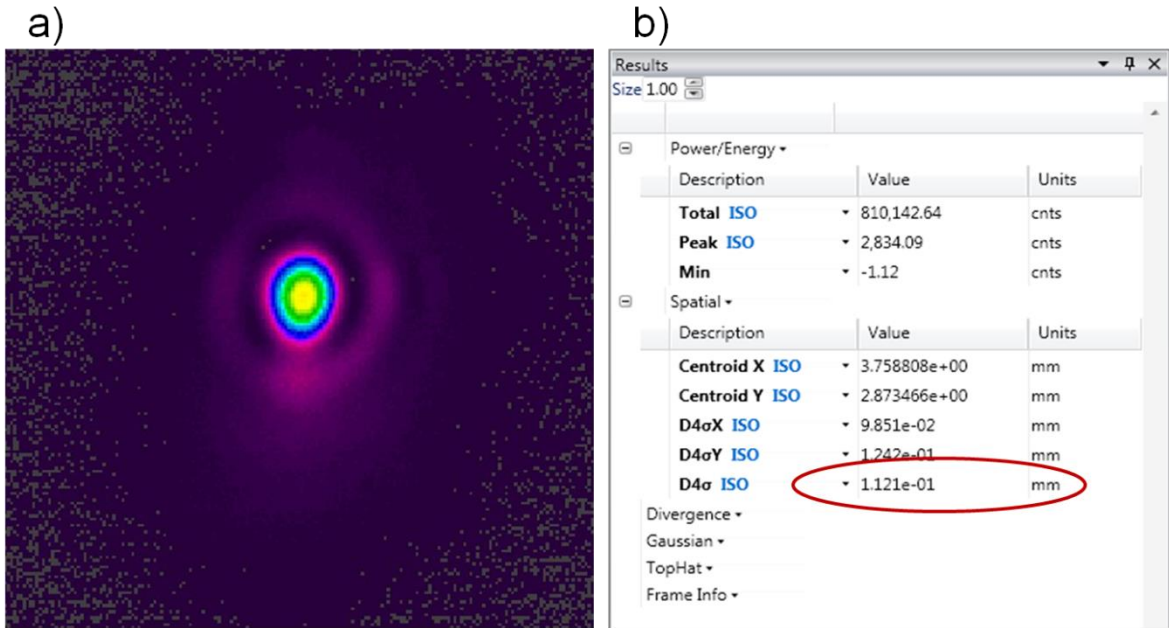 a)
b)
Results
Size 1.00
Power/Energy
Description Value Units
Total ISO 810,142.64 cnts
Peak ISO 2,834.09 cnts
Min -1.12 cnts
Spatial
Description Value Units
Centroid X ISO 3.758808e+00 mm
Centroid Y ISO 2.873466e+00 mm
D4σX ISO 9.851e-02 mm
D4σY ISO 1.242e-01 mm
D4σ ISO 1.121e-01 mm
Divergence
Gaussian
TopHat
Frame Info